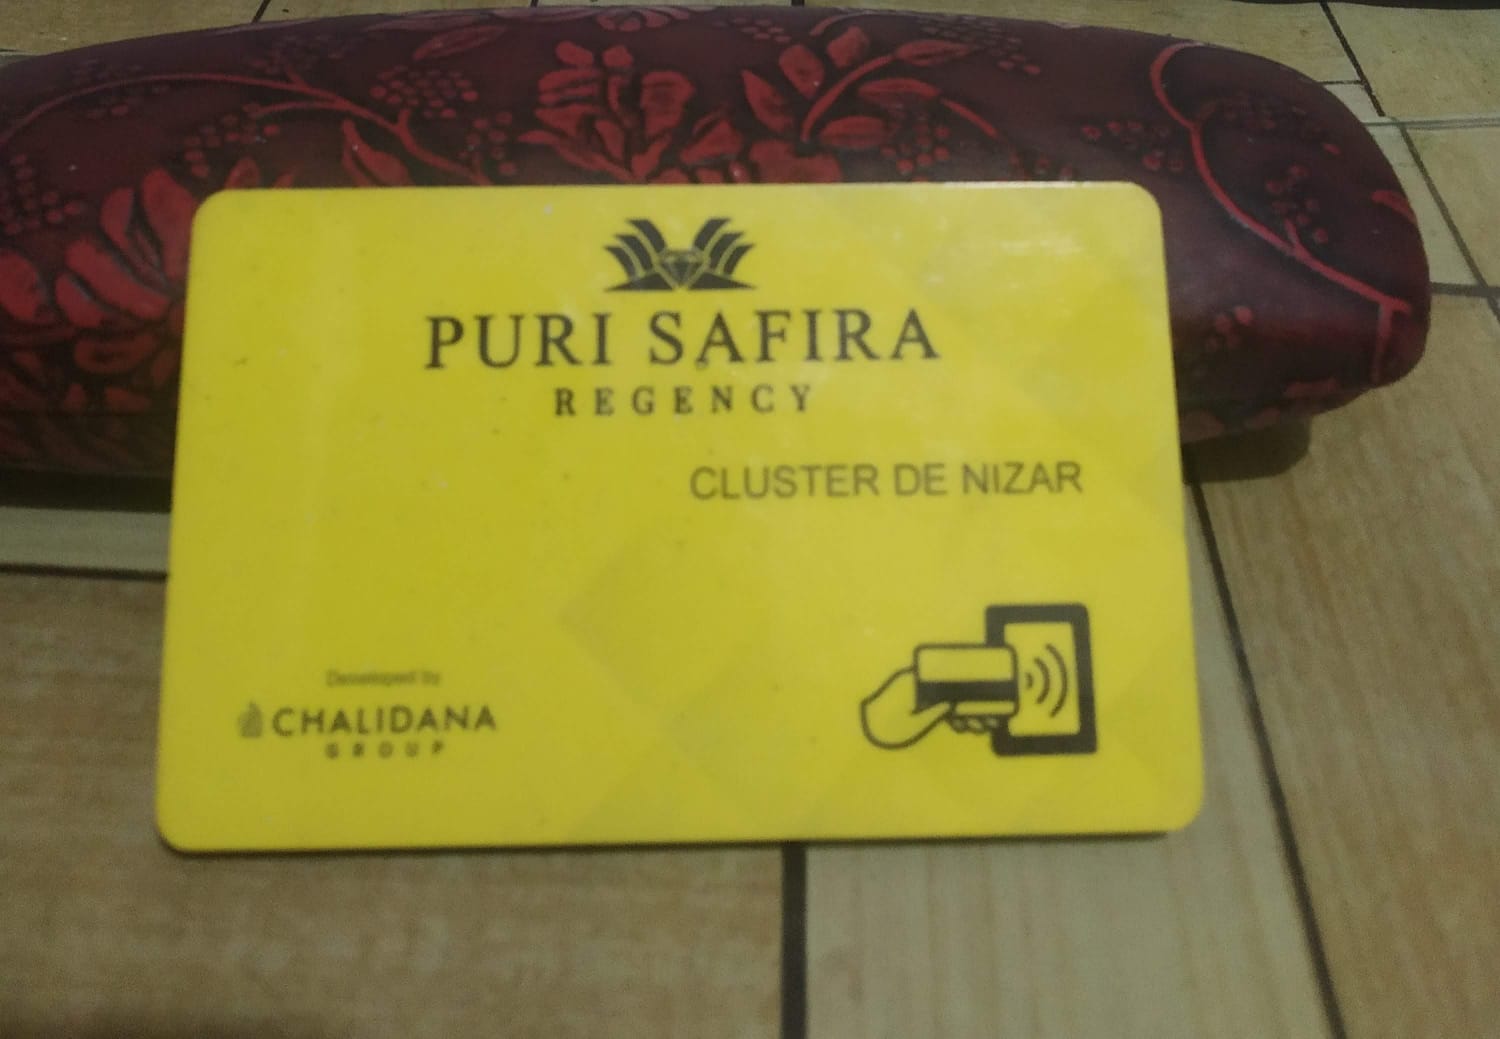 PURI SAFIRA
REGENCY
CLUSTER DE NIZAR
Developed by
CHALIDANA
GROUP